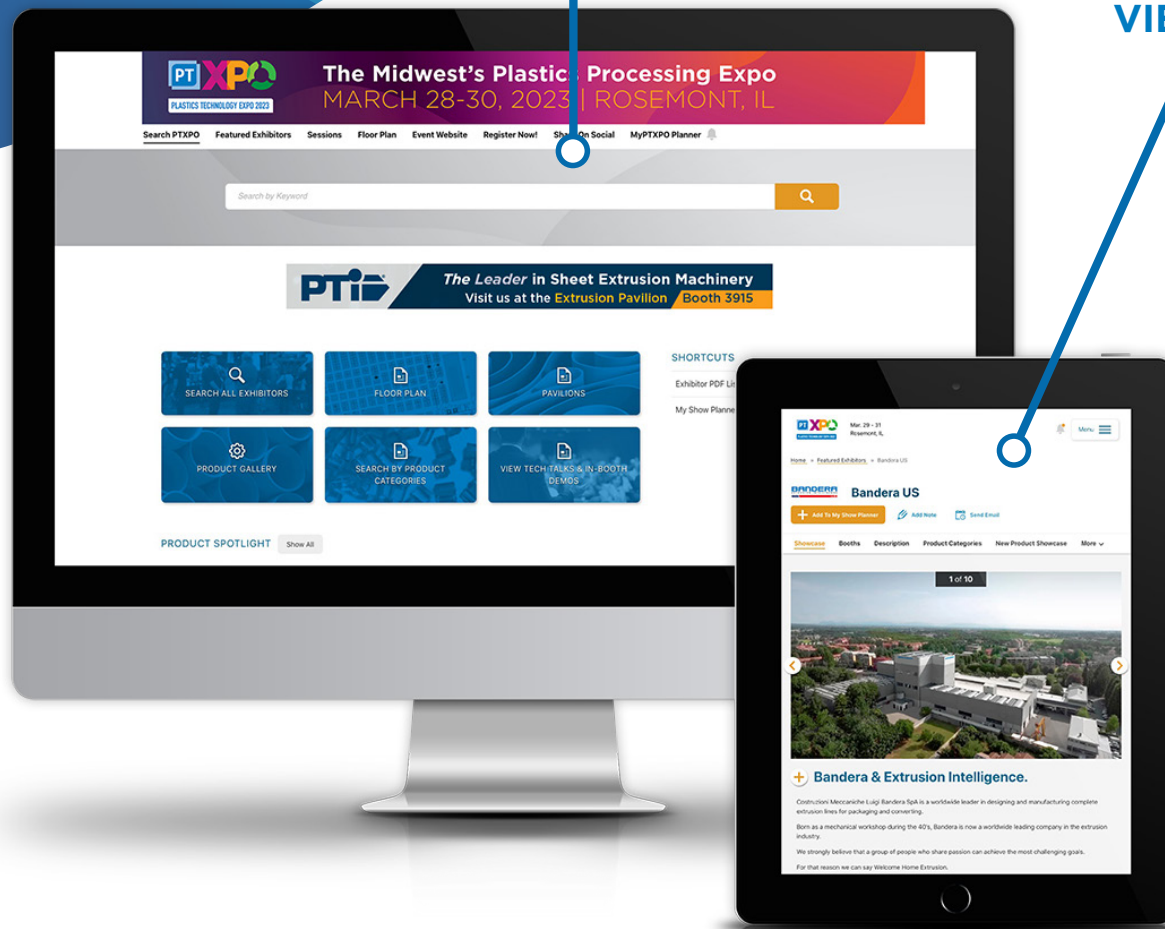 VIE
PT XPO
PLASTICS TECHNOLOGY EXPO 2023
The Midwest's Plastics Processing Expo
MARCH 28-30, 2023 | ROSEMONT, IL
Search PTXPO Featured Exhibitors Sessions Floor Plan Event Website Register Now! Share On Social MyPTXPO Planner
Search by Keyword
PTi
The Leader in Sheet Extrusion Machinery
Visit us at the Extrusion Pavilion Booth 3915
SEARCH ALL EXHIBITORS
FLOOR PLAN
PAVILIONS
PRODUCT GALLERY
SEARCH BY PRODUCT
CATEGORIES
VIEW TECH TALKS & IN-BOOTH
DEMOS
SHORTCUTS
Exhibitor PDF Li
My Show Planne
PRODUCT SPOTLIGHT Show All
PT XPO
Mar. 29 - 31
Rosemont, IL
Menu
Home » Featured Exhibitors » Bandera US
BANDERA
Bandera US
+ Add To My Show Planner Add Note Send Email
Showcase Booths Description Product Categories New Product Showcase More
1 of 10
+ Bandera & Extrusion Intelligence.
Costruzioni Meccaniche Luigi Bandera SpA is a worldwide leader in designing and manufacturing complete
extrusion lines for packaging and converting.
Born as a mechanical workshop during the 40's, Bandera is now a worldwide leading company in the extrusion
industry.
We strongly believe that a group of people who share passion can achieve the most challenging goals.
For that reason we can say Welcome Home Extrusion.